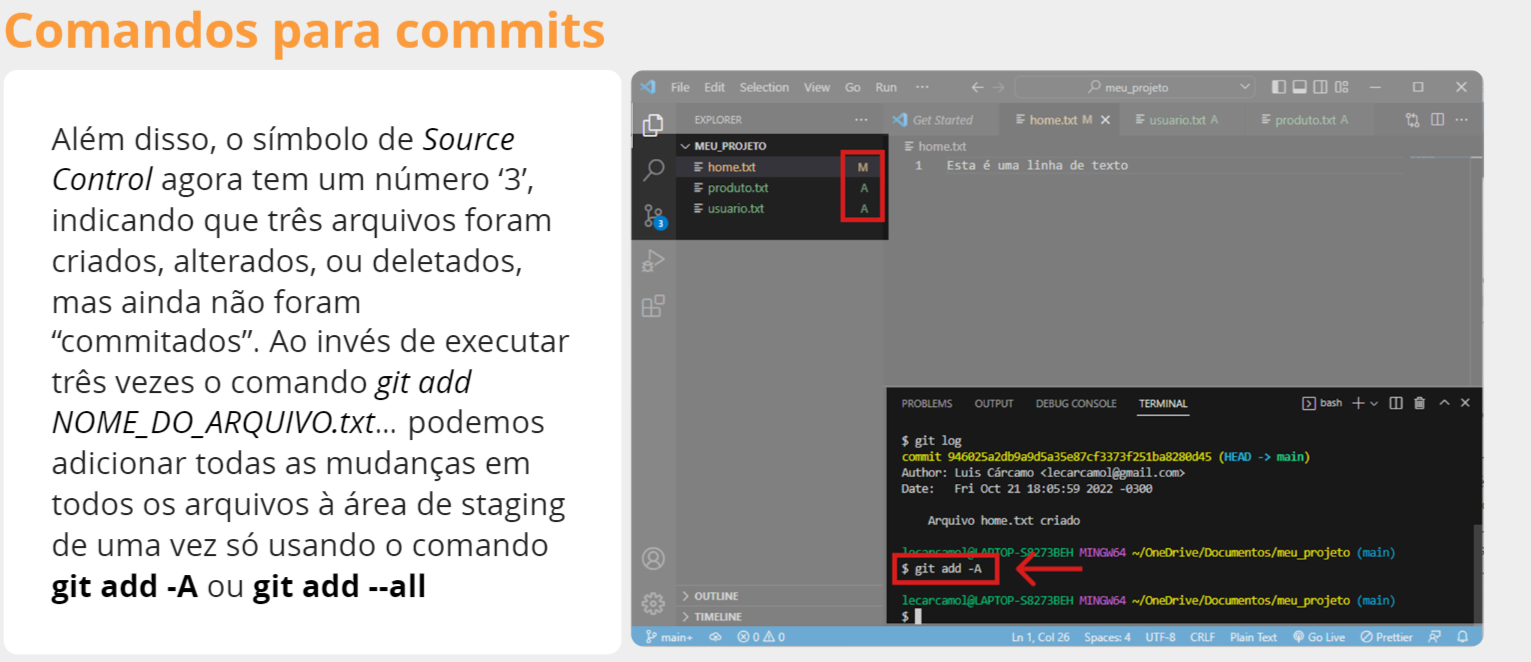 Comandos para commits
Além disso, o símbolo de Source
Control agora tem um número ‘3’,
indicando que três arquivos foram
criados, alterados, ou deletados,
mas ainda não foram
“commitados”. Ao invés de executar
três vezes o comando git add
NOME_DO_ARQUIVO.txt... podemos
adicionar todas as mudanças em
todos os arquivos à área de staging
de uma vez só usando o comando
git add -A ou git add --all
File Edit Selection View Go Run ··· meu_projeto
EXPLORER ···
Get Started home.txt M usuario.txt A produto.txt A ···
MEU_PROJETO
home.txt M
produto.txt A
usuario.txt A
3
home.txt
1 Esta é uma linha de texto
PROBLEMS OUTPUT DEBUG CONSOLE TERMINAL bash
$ git log
commit 946025a2db9a9d5a35e87cf3373f251ba8280d45 (HEAD -> main)
Author: Luis Cárcamo <lecarcamol@gmail.com>
Date: Fri Oct 21 18:05:59 2022 -0300
Arquivo home.txt criado
lecarcamol@LAPTOP-S8273BEH MINGW64 ~/OneDrive/Documentos/meu_projeto (main)
$ git add -A
lecarcamol@LAPTOP-S8273BEH MINGW64 ~/OneDrive/Documentos/meu_projeto (main)
$
OUTLINE
TIMELINE
main+ 0 0 Ln 1, Col 26 Spaces: 4 UTF-8 CRLF Plain Text Go Live Prettier